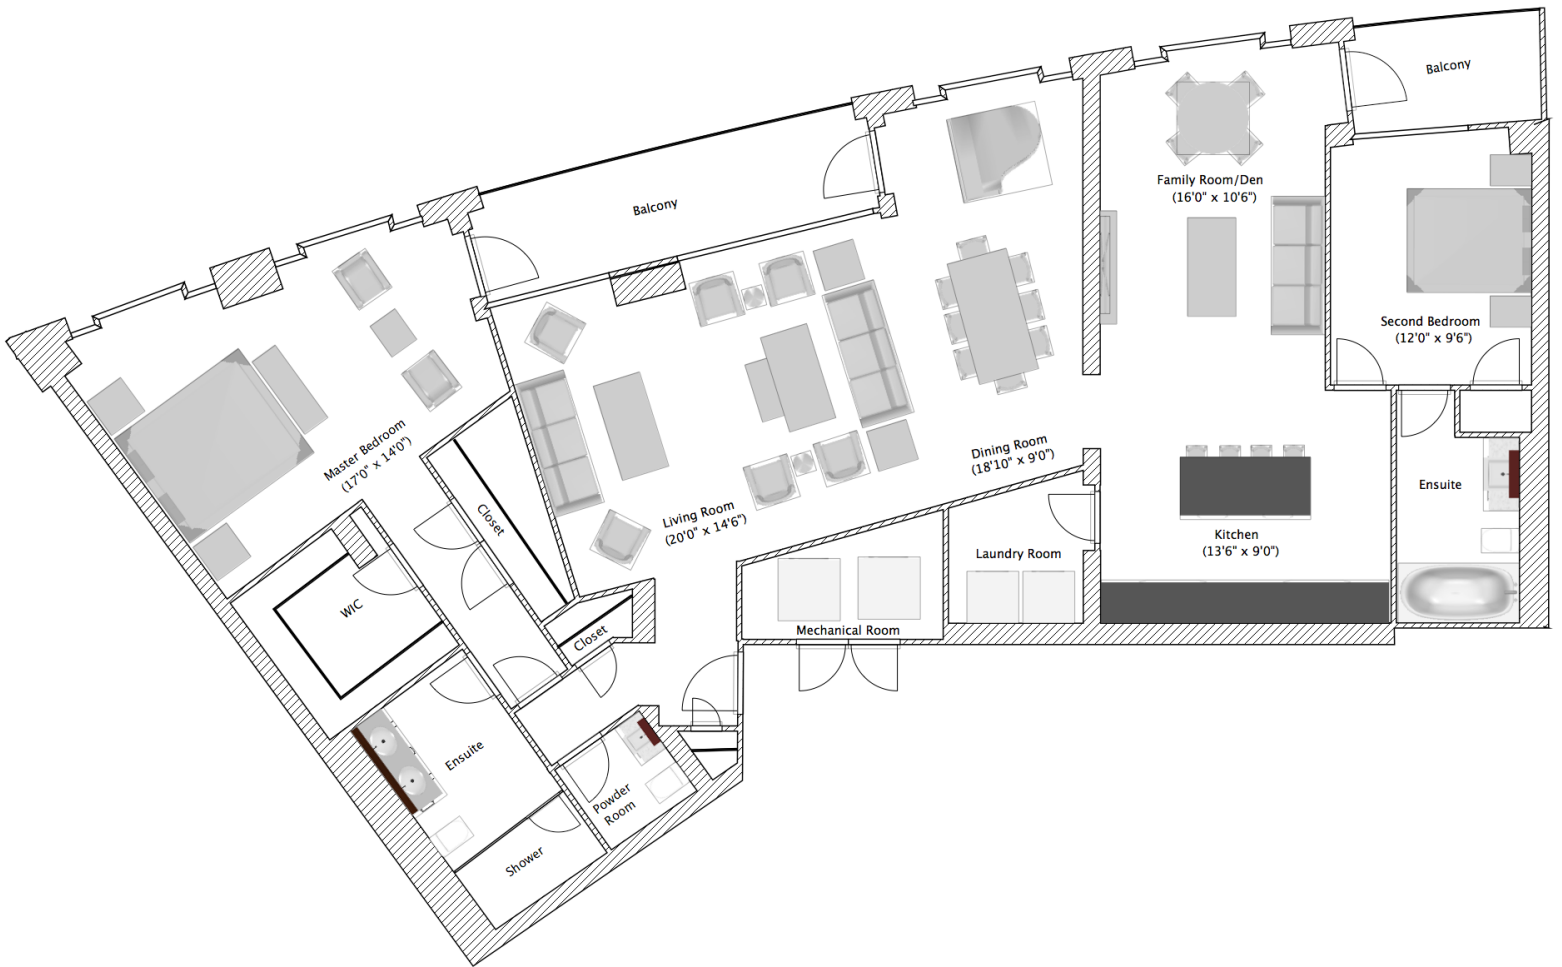 Balcony
Balcony
Family Room/Den
(16'0" x 10'6")
Second Bedroom
(12'0" x 9'6")
Master Bedroom
(17'0" x 14'0")
Dining Room
(18'10" x 9'0")
Living Room
(20'0" x 14'6")
Closet
Ensuite
Kitchen
(13'6" x 9'0")
Laundry Room
WIC
Mechanical Room
Closet
Ensuite
Powder
Room
Shower